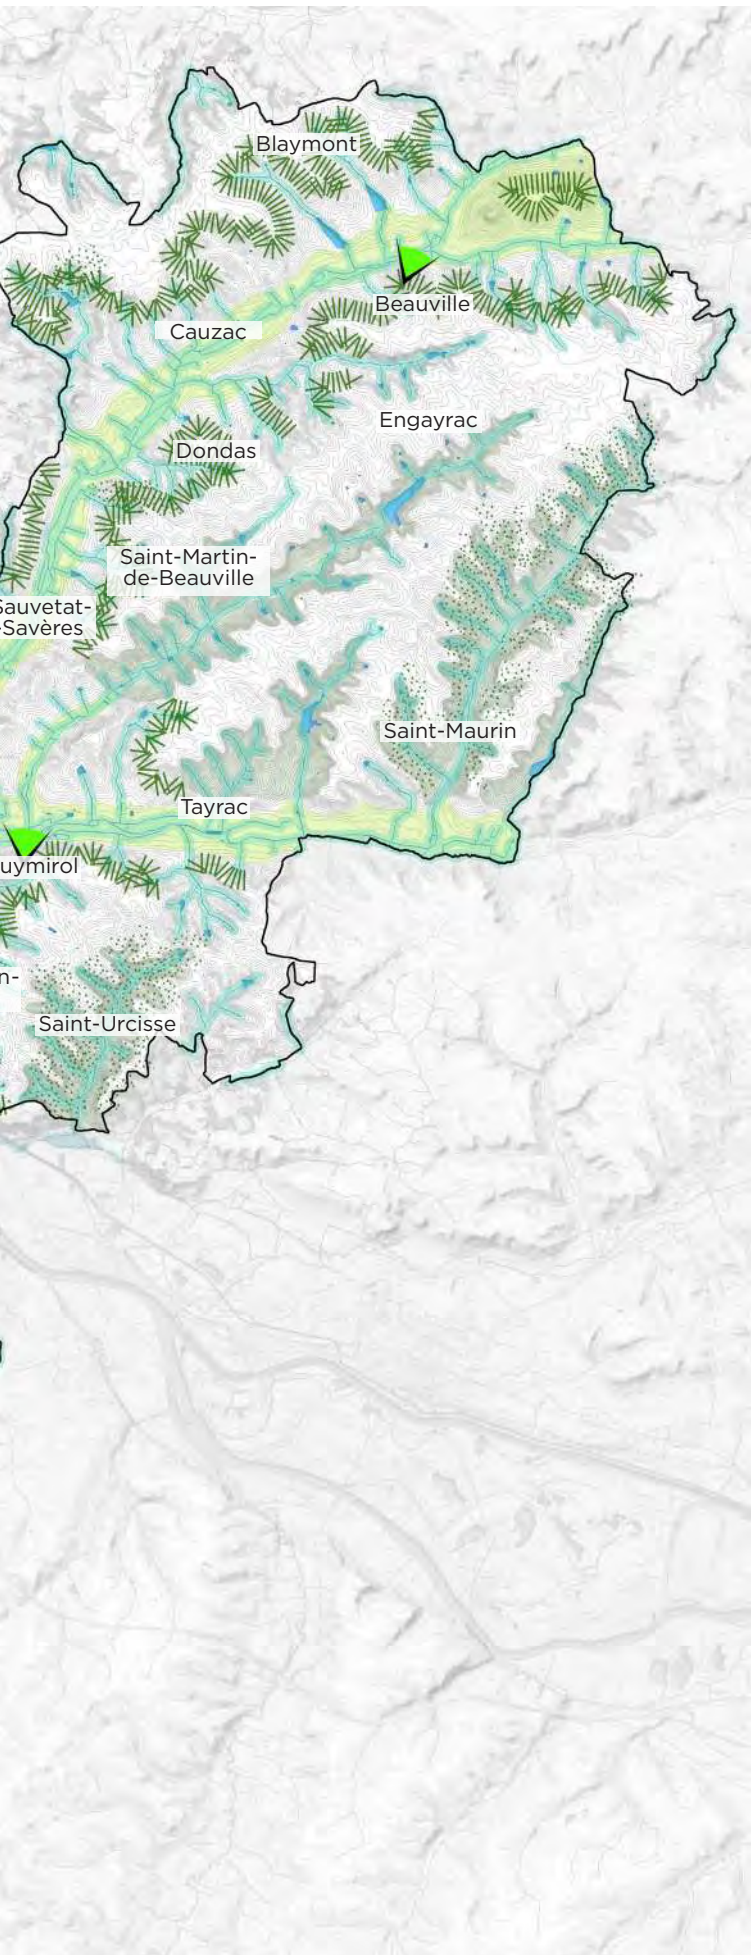 Blaymont
Beauville
Cauzac
Engayrac
Dondas
Saint-Martin-
de-Beauville
Sauvetat-
-Savères
Saint-Maurin
Tayrac
uymirol
n-
Saint-Urcisse